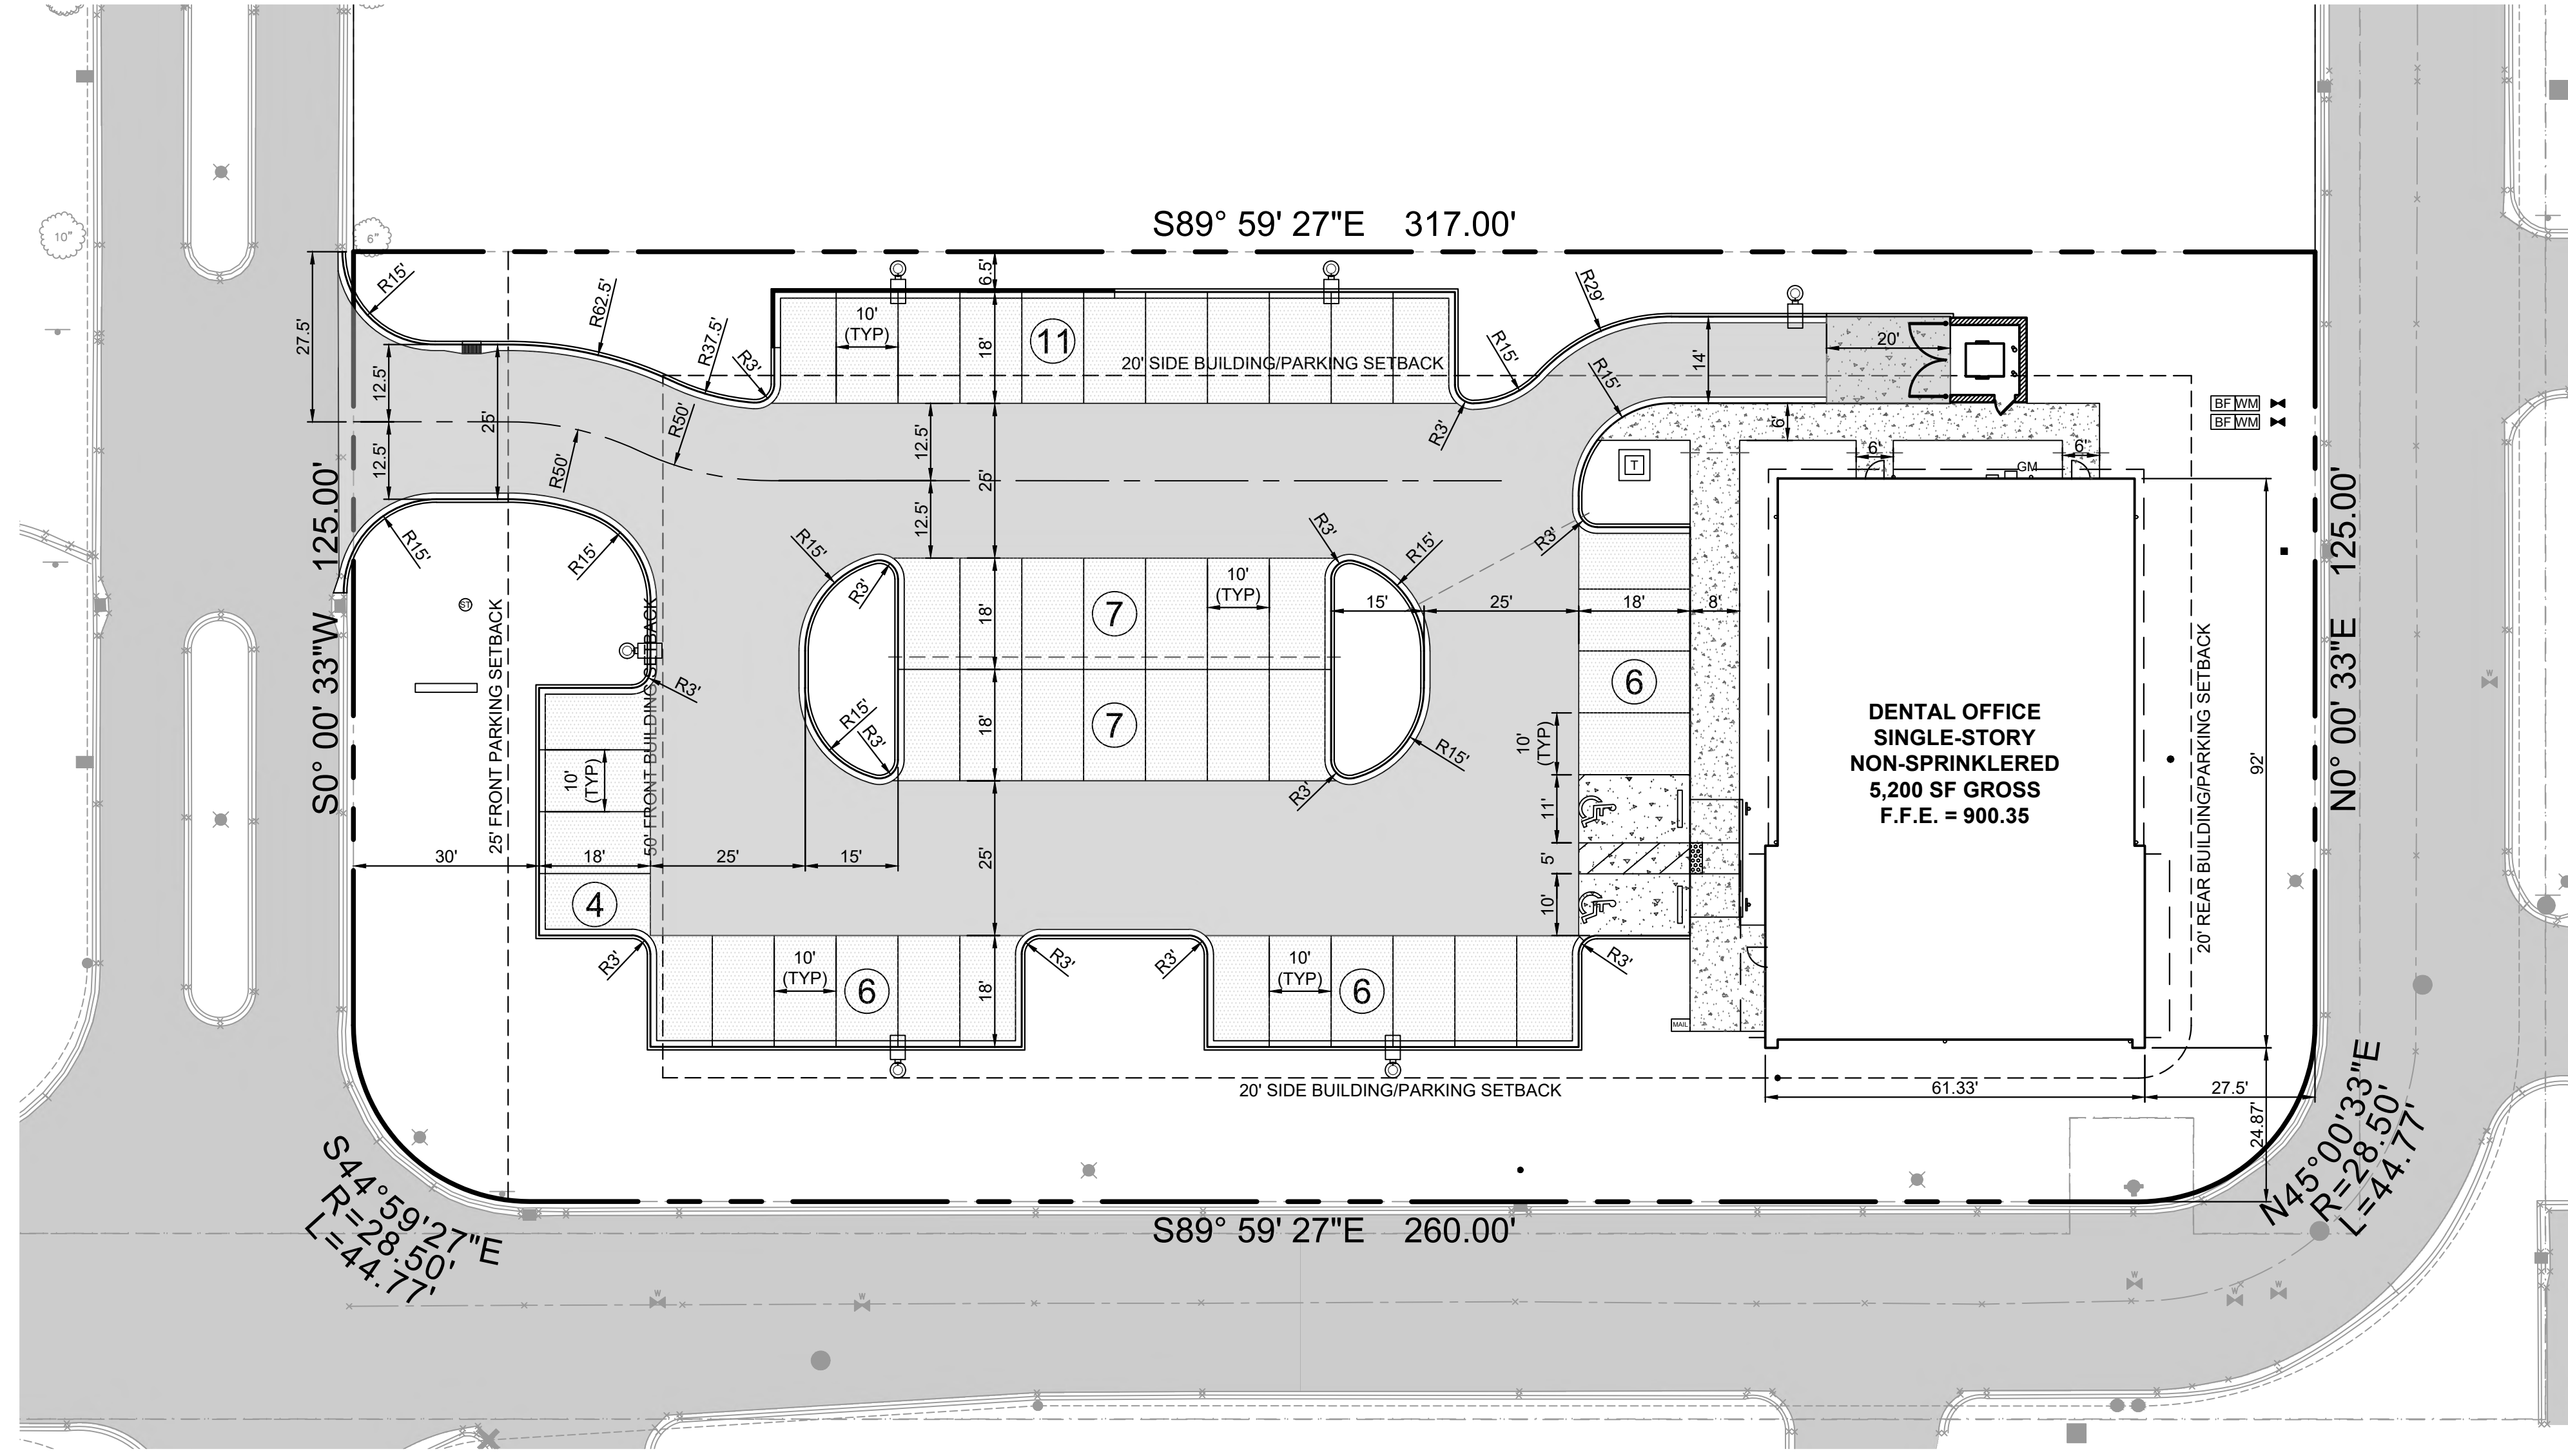 10"
6"
S89° 59' 27"E 317.00'
R15'
R62.5'
R37.5'
R3'
6.5'
R29'
27.5'
10'
(TYP)
11
18'
20' SIDE BUILDING/PARKING SETBACK
R15'
R15'
14'
20'
12.5'
25'
12.5'
R50'
R50'
12.5'
25'
12.5'
R3'
BF WM
BF WM
6'
6'
6'
GM
T
S0° 00' 33"W 125.00'
R15'
R15'
ST
R15'
R3'
18'
7
10'
(TYP)
R3'
R15'
R3'
15'
25'
18'
8'
N0° 00' 33"E 125.00'
25' FRONT PARKING SETBACK
50' FRONT BUILDING SETBACK
R3'
R15'
R3'
18'
7
R15'
R3'
6
10'
(TYP)
11'
5'
10'
DENTAL OFFICE
SINGLE-STORY
NON-SPRINKLERED
5,200 SF GROSS
F.F.E. = 900.35
92'
20' REAR BUILDING/PARKING SETBACK
W
10'
(TYP)
30'
18'
25'
15'
25'
4
R3'
10'
(TYP)
6
18'
R3'
R3'
10'
(TYP)
6
R3'
MAIL
20' SIDE BUILDING/PARKING SETBACK
61.33'
27.5'
24.87'
S44°59'27"E
R=28.50'
L=44.77'
S89° 59' 27"E 260.00'
N45°00'33"E
R=28.50'
L=44.77'
W
W
W
W
W